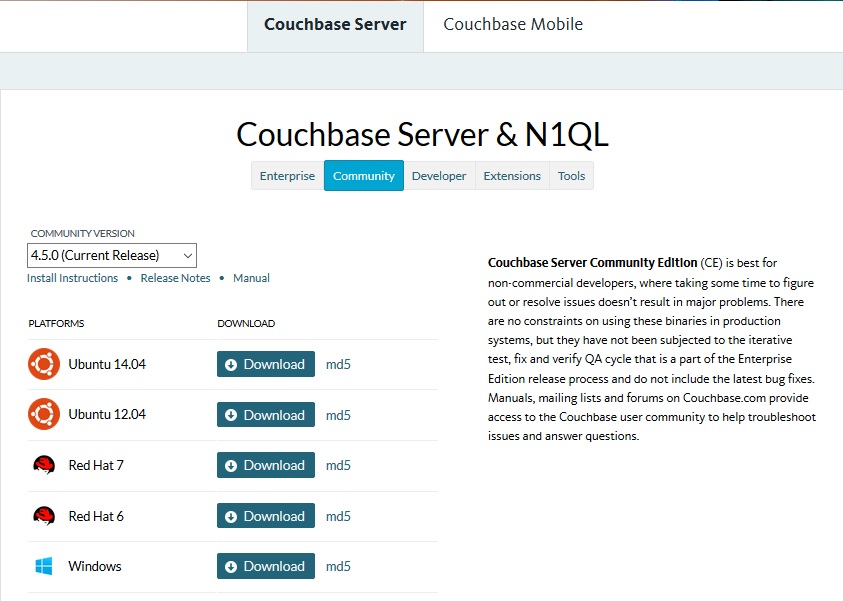 Couchbase Server Couchbase Mobile
Couchbase Server & N1QL
Enterprise Community Developer Extensions Tools
COMMUNITY VERSION
4.5.0 (Current Release)
Install Instructions • Release Notes • Manual
PLATFORMS DOWNLOAD
Ubuntu 14.04 Download md5
Ubuntu 12.04 Download md5
Red Hat 7 Download md5
Red Hat 6 Download md5
Windows Download md5
Couchbase Server Community Edition (CE) is best for
non-commercial developers, where taking some time to figure
out or resolve issues doesn't result in major problems. There
are no constraints on using these binaries in production
systems, but they have not been subjected to the iterative
test, fix and verify QA cycle that is a part of the Enterprise
Edition release process and do not include the latest bug fixes.
Manuals, mailing lists and forums on Couchbase.com provide
access to the Couchbase user community to help troubleshoot
issues and answer questions.